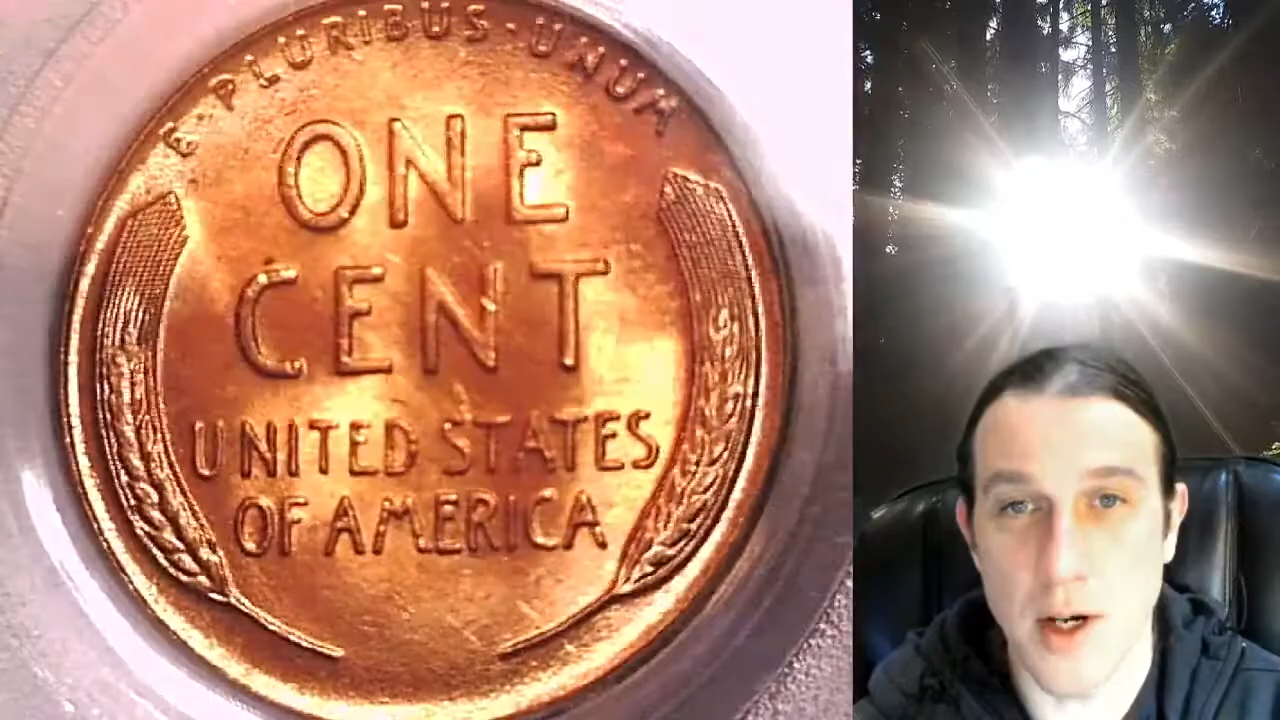 E·PLURIBUS·UNUM
ONE
CENT
UNITED STATES
OF AMERICA